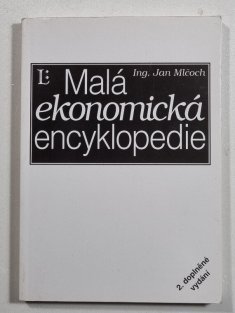 Ing. Jan Mlčoch
L:
Malá
ekonomická
encyklopedie
2. doplněné
vydání